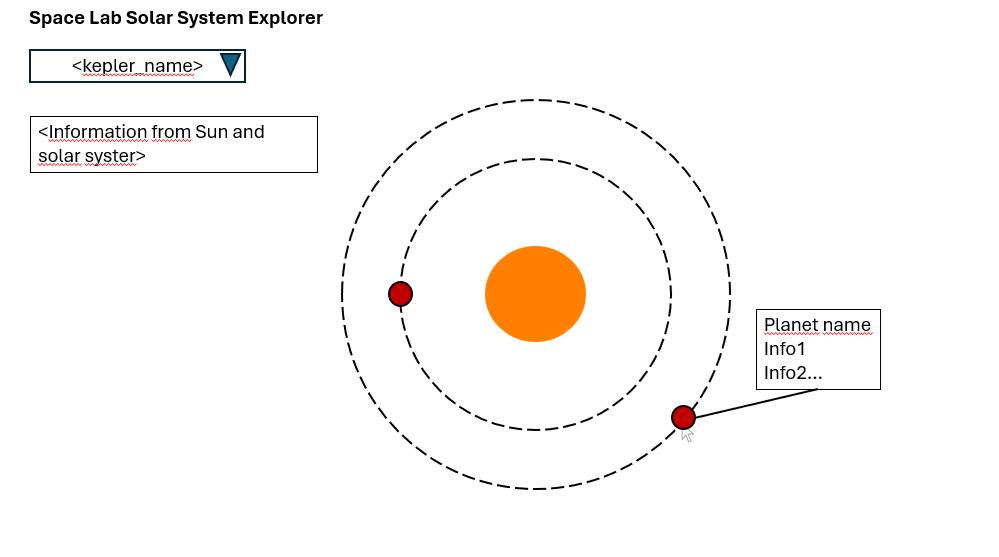 Space Lab Solar System Explorer
<kepler_name>
<Information from Sun and
solar syster>
Planet name
Info1
Info2...